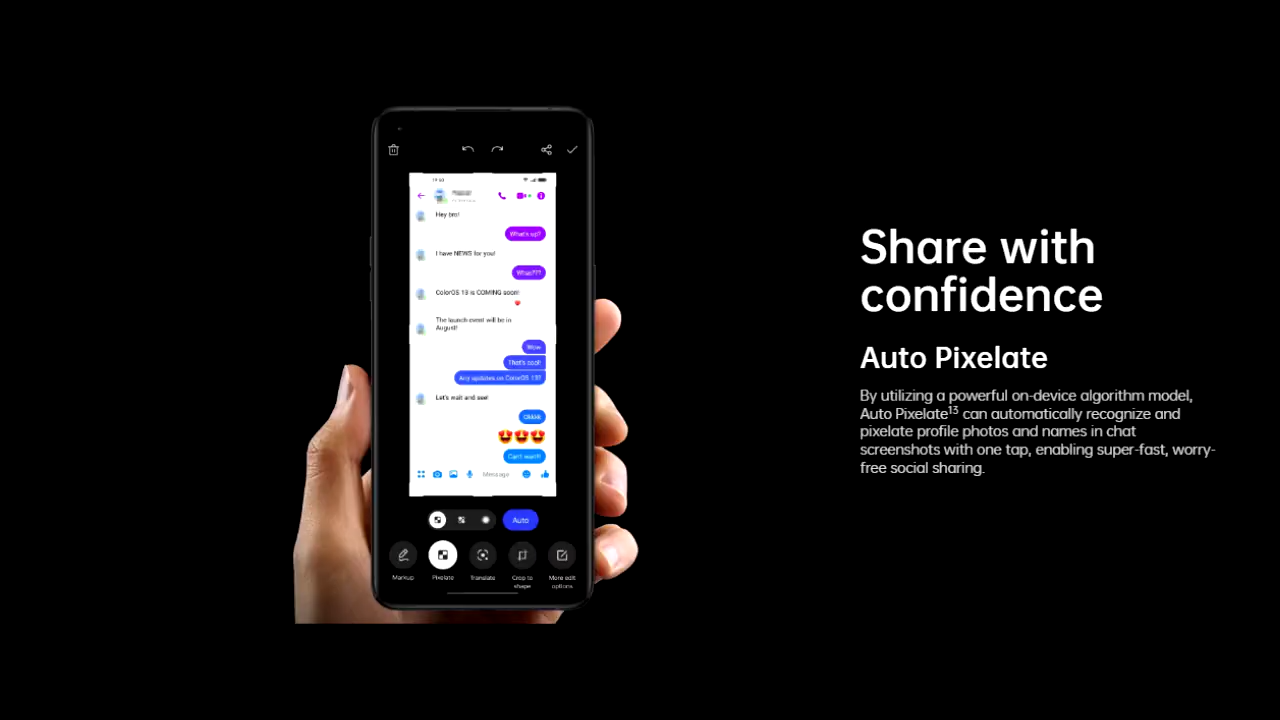 Hey bro!
What's up?
I have NEWS for you!
What???
ColorOS 13 is COMING soon!
The launch event will be in
August!
Wow
That's cool!
Any updates on ColorOS 13?
Let's wait and see!
Can't wait!!
Message
Auto
Markup
Pixelate
Translate
Crop to
shape
More edit
options
Share with
confidence
Auto Pixelate
By utilizing a powerful on-device algorithm model,
Auto Pixelate13 can automatically recognize and
pixelate profile photos and names in chat
screenshots with one tap, enabling super-fast, worry-
free social sharing.